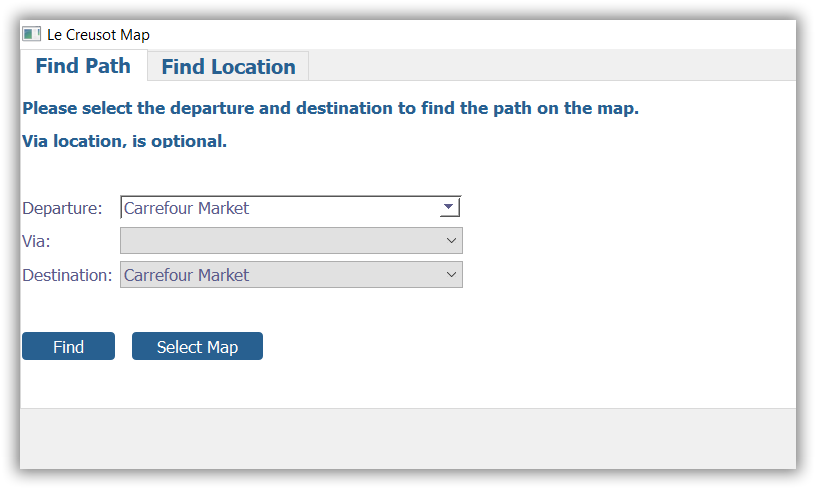 Le Creusot Map
Find Path Find Location
Please select the departure and destination to find the path on the map.
Via location, is optional.
Departure: Carrefour Market
Via:
Destination: Carrefour Market
Find Select Map